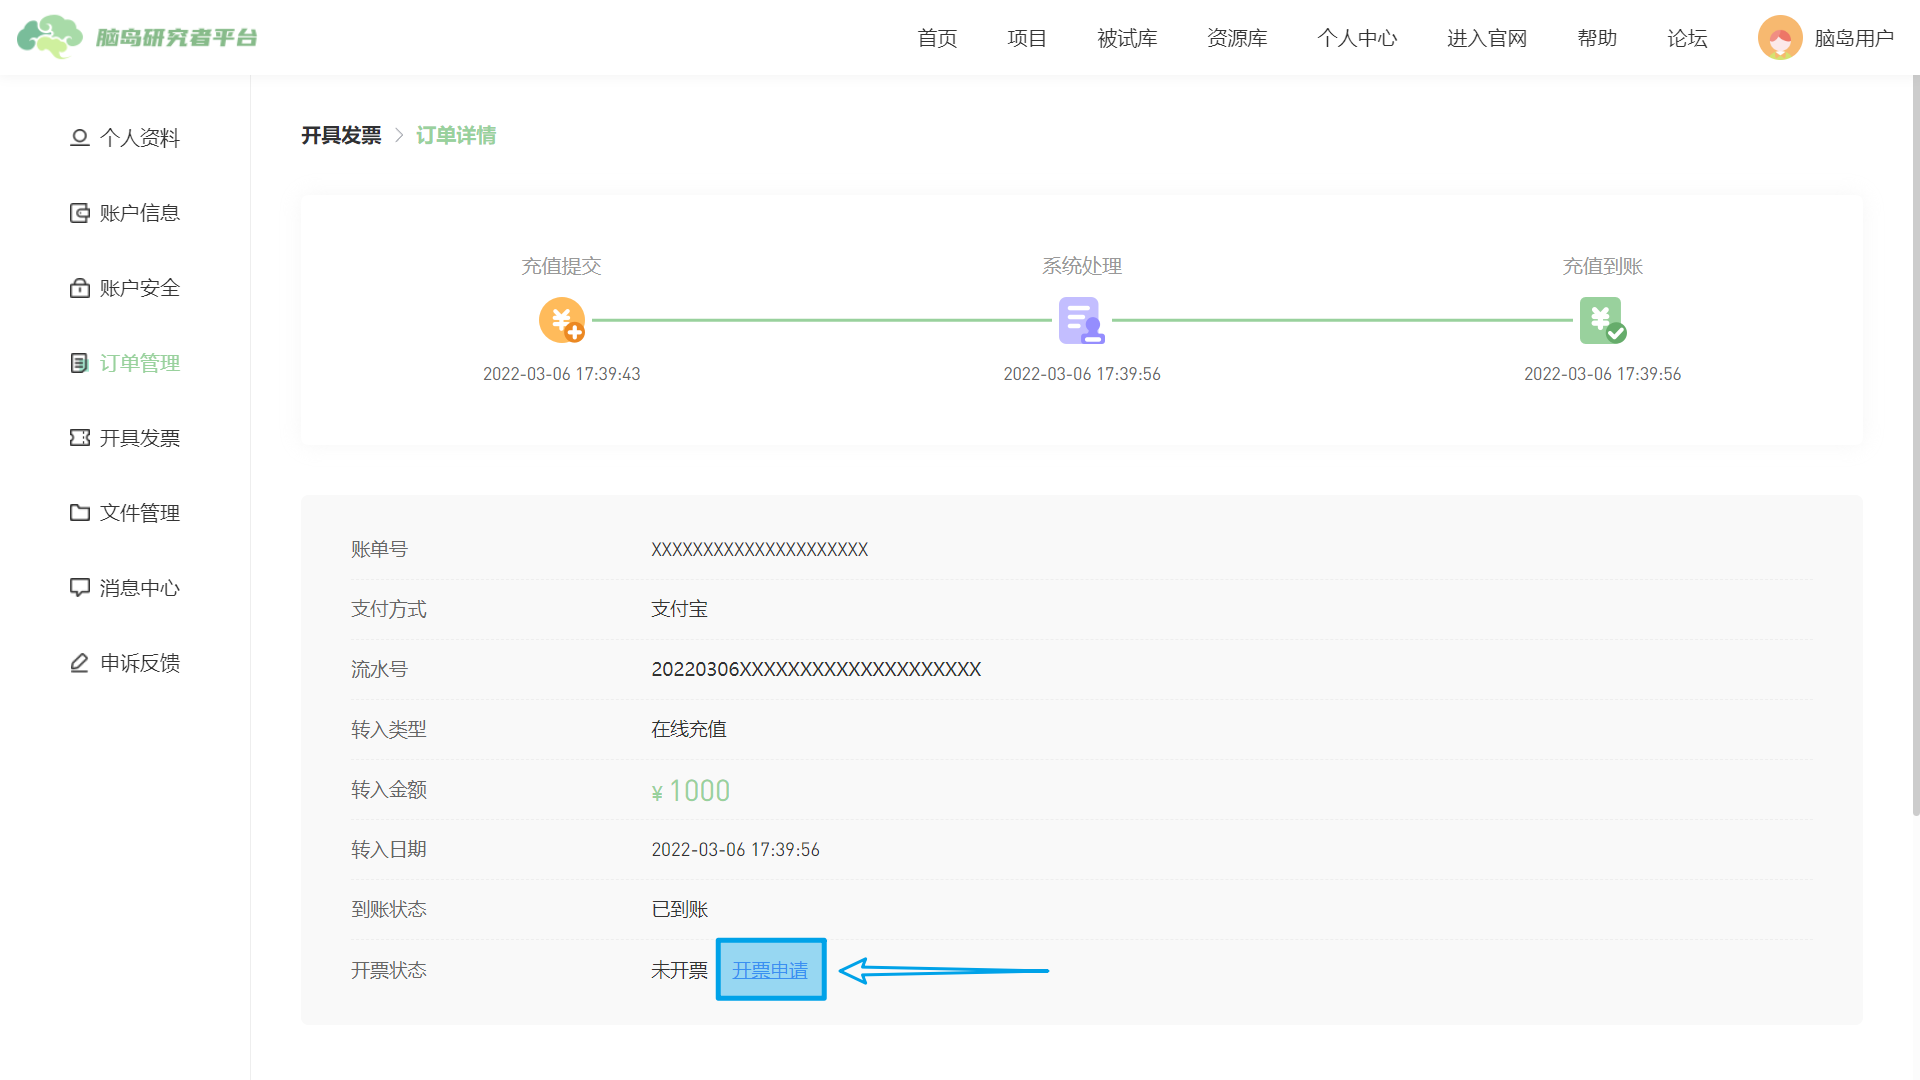 脑岛研究者平台
首页 项目 被试库 资源库 个人中心 进入官网 帮助 论坛 脑岛用户
个人资料
账户信息
账户安全
订单管理
开具发票
文件管理
消息中心
申诉反馈
开具发票 > 订单详情
充值提交 系统处理 充值到账
2022-03-06 17:39:43 2022-03-06 17:39:56 2022-03-06 17:39:56
账单号 XXXXXXXXXXXXXXXXXXXXX
支付方式 支付宝
流水号 20220306XXXXXXXXXXXXXXXXXXXX
转入类型 在线充值
转入金额 ¥ 1000
转入日期 2022-03-06 17:39:56
到账状态 已到账
开票状态 未开票 开票申请